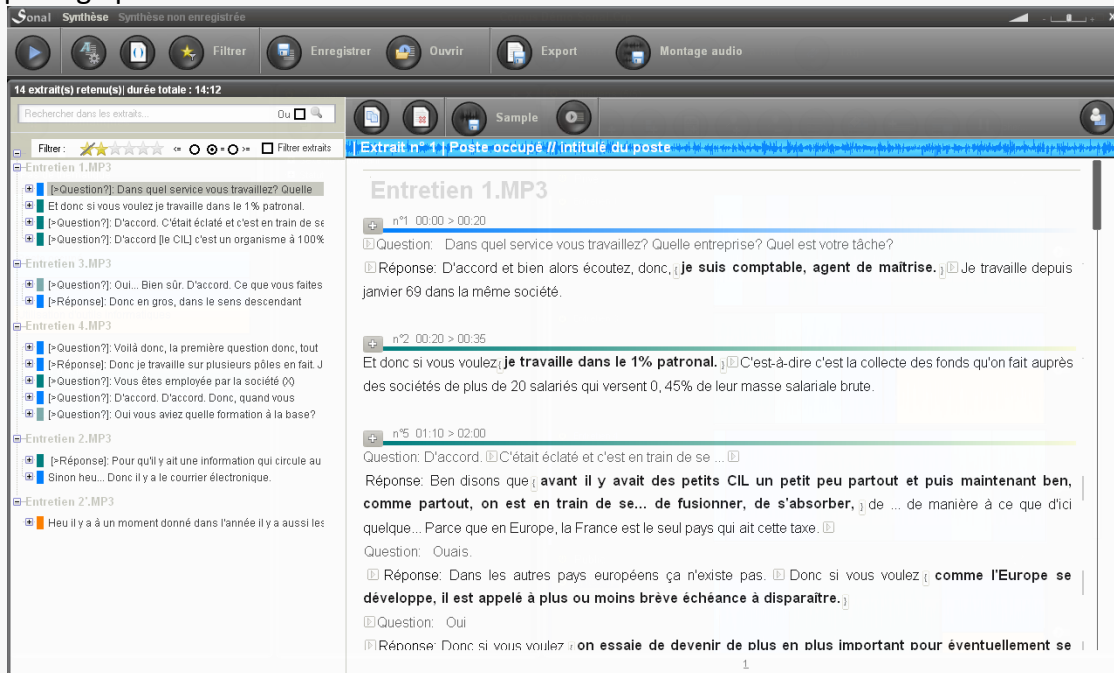 Sonal Synthèse Synthèse non enregistrée
Filtrer Enregistrer Ouvrir Export Montage audio
14 extrait(s) retenu(s)| durée totale : 14:12
Rechercher dans les extraits... Ou
Filtrer : <= = >= Filtrer extraits
Entretien 1.MP3
[>Question?]: Dans quel service vous travaillez? Quelle
Et donc si vous voulez je travaille dans le 1% patronal.
[>Question?]: D'accord. C'était éclaté et c'est en train de se
[>Question?]: D'accord [le CIL] c'est un organisme à 100%
Entretien 3.MP3
[>Question?]: Oui... Bien sûr. D'accord. Ce que vous faites
[>Réponse]: Donc en gros, dans le sens descendant
Entretien 4.MP3
[>Question?]: Voilà donc, la première question donc, tout
[>Réponse]: Donc je travaille sur plusieurs pôles en fait. J
[>Question?]: Vous êtes employée par la société (X)
[>Question?]: D'accord. D'accord. Donc, quand vous
[>Question?]: Oui vous aviez quelle formation à la base?
Entretien 2.MP3
[>Réponse]: Pour qu'il y ait une information qui circule au
Sinon heu... Donc il y a le courrier électronique.
Entretien 2'.MP3
Heu il y a à un moment donné dans l'année il y a aussi les
Sample
| Extrait n° 1 | Poste occupé // intitulé du poste
Entretien 1.MP3
n°1 00:00 > 00:20
Question: Dans quel service vous travaillez? Quelle entreprise? Quel est votre tâche?
Réponse: D'accord et bien alors écoutez, donc, { je suis comptable, agent de maîtrise. } Je travaille depuis
janvier 69 dans la même société.
n°2 00:20 > 00:35
Et donc si vous voulez { je travaille dans le 1% patronal. } C'est-à-dire c'est la collecte des fonds qu'on fait auprès
des sociétés de plus de 20 salariés qui versent 0, 45% de leur masse salariale brute.
n°5 01:10 > 02:00
Question: D'accord. C'était éclaté et c'est en train de se ...
Réponse: Ben disons que { avant il y avait des petits CIL un petit peu partout et puis maintenant ben,
comme partout, on est en train de se... de fusionner, de s'absorber, } de ... de manière à ce que d'ici
quelque... Parce que en Europe, la France est le seul pays qui ait cette taxe.
Question: Ouais.
Réponse: Dans les autres pays européens ça n'existe pas. Donc si vous voulez { comme l'Europe se
développe, il est appelé à plus ou moins brève échéance à disparaître. }
Question: Oui
Réponse: Donc si vous voulez { on essaie de devenir de plus en plus important pour éventuellement se
1